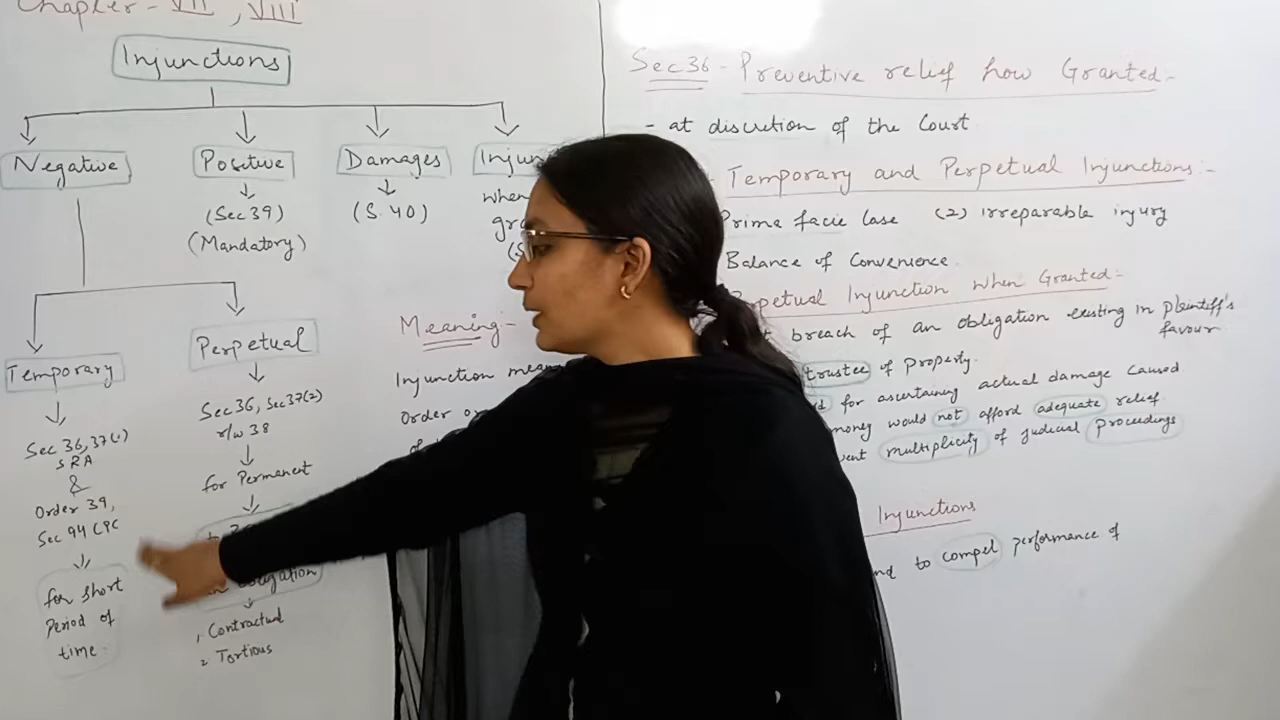 Chapter - VII, VIII
Injunctions
Negative
Positive
(Sec 39)
(Mandatory)
Damages
(S. 40)
Injun
when
Temporary
Sec 36, 37(1)
SRA
&
Order 39,
Sec 94 CPC
for short
Period of
time.
Perpetual
Sec 36, Sec 37(2)
r/w 38
for Permanent
obligation
1, Contractual
2 Tortious
Meaning:-
Injunction mean
Order o
Sec 36 - Preventive relief how Granted -
- at discretion of the Court
Temporary and Perpetual Injunctions :-
Prima facie Case (2) irreparable injury
Balance of Convenience
Perpetual Injunction when Granted :-
breach of an obligation existing in plaintiff's
favour
trustee of property.
for ascertaining actual damage caused
money would not afford adequate relief
multiplicity of judicial proceedings
Injunctions
to compel performance of